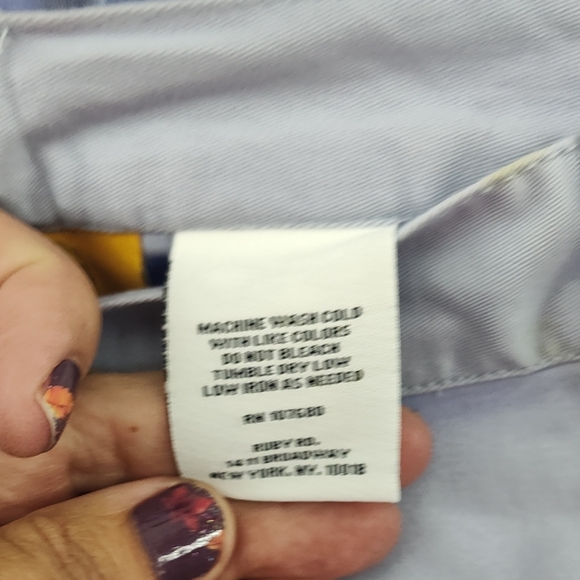 MACHINE WASH COLD
WITH LIKE COLORS
DO NOT BLEACH
TUMBLE DRY LOW
LOW IRON AS NEEDED
RN 107680
RUBY RD.
1411 BROADWAY
NEW YORK, NY. 10018